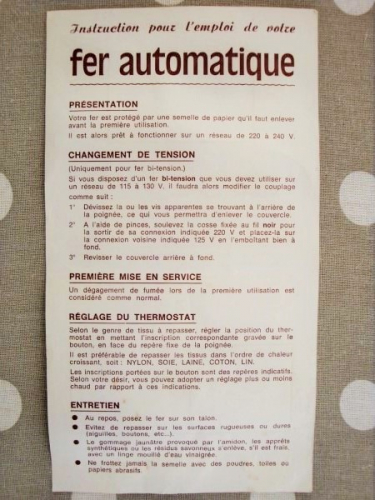 Instruction pour l'emploi de votre
fer automatique
PRÉSENTATION
Votre fer est protégé par une semelle de papier qu'il faut enlever
avant la première utilisation.
Il est alors prêt à fonctionner sur un réseau de 220 à 240 V.
CHANGEMENT DE TENSION
(Uniquement pour fer bi-tension.)
Si vous disposez d'un fer bi-tension que vous devez utiliser sur
un réseau de 115 à 130 V. il faudra alors modifier le couplage
comme suit :
1° Dévissez la ou les vis apparentes se trouvant à l'arrière de
la poignée, ce qui vous permettra d'enlever le couvercle.
2° A l'aide de pinces, soulevez la cosse fixée au fil noir pour
la sortir de sa connexion indiquée 220 V et placez-la sur
la connexion voisine indiquée 125 V en l'emboîtant bien à
fond.
3° Revisser le couvercle arrière à fond.
PREMIÈRE MISE EN SERVICE
Un dégagement de fumée lors de la première utilisation est
considéré comme normal.
RÉGLAGE DU THERMOSTAT
Selon le genre de tissu à repasser, régler la position du ther-
mostat en mettant l'inscription correspondante gravée sur le
bouton, en face du repère fixe de la poignée.
Il est préférable de repasser les tissus dans l'ordre de chaleur
croissant, soit : NYLON, SOIE, LAINE, COTON, LIN.
Les inscriptions portées sur le bouton sont des repères indicatifs.
Selon votre désir, vous pouvez adopter un réglage plus ou moins
chaud par rapport à ces indications.
ENTRETIEN
● Au repos, posez le fer sur son talon.
● Evitez de repasser sur les surfaces rugueuses ou dures
(aiguilles, boutons, etc...).
● Le gommage jaunâtre provoqué par l'amidon, les apprêts
synthétiques ou les résidus savonneux s'enlève, s'il est frais,
avec un linge mouillé d'eau vinaigrée.
● Ne frottez jamais la semelle avec des poudres, toiles ou
papiers abrasifs.